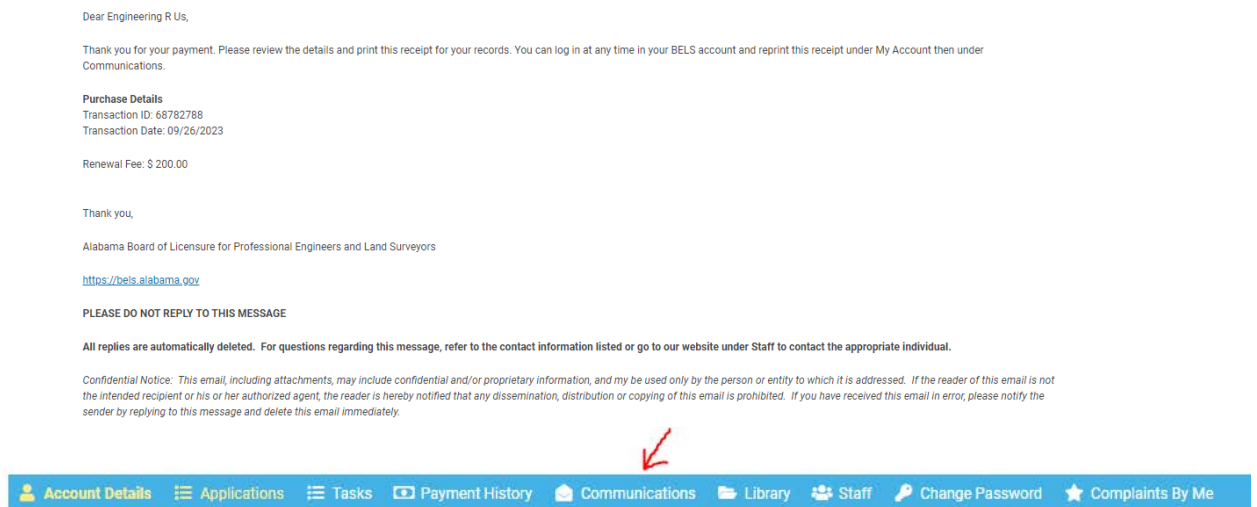 Dear Engineering R Us,
Thank you for your payment. Please review the details and print this receipt for your records. You can log in at any time in your BELS account and reprint this receipt under My Account then under
Communications.
Purchase Details
Transaction ID: 68782788
Transaction Date: 09/26/2023
Renewal Fee: $ 200.00
Thank you,
Alabama Board of Licensure for Professional Engineers and Land Surveyors
https://bels.alabama.gov
PLEASE DO NOT REPLY TO THIS MESSAGE
All replies are automatically deleted. For questions regarding this message, refer to the contact information listed or go to our website under Staff to contact the appropriate individual.
Confidential Notice: This email, including attachments, may include confidential and/or proprietary information, and my be used only by the person or entity to which it is addressed. If the reader of this email is not
the intended recipient or his or her authorized agent, the reader is hereby notified that any dissemination, distribution or copying of this email is prohibited. If you have received this email in error, please notify the
sender by replying to this message and delete this email immediately.
Account Details Applications Tasks Payment History Communications Library Staff Change Password Complaints By Me